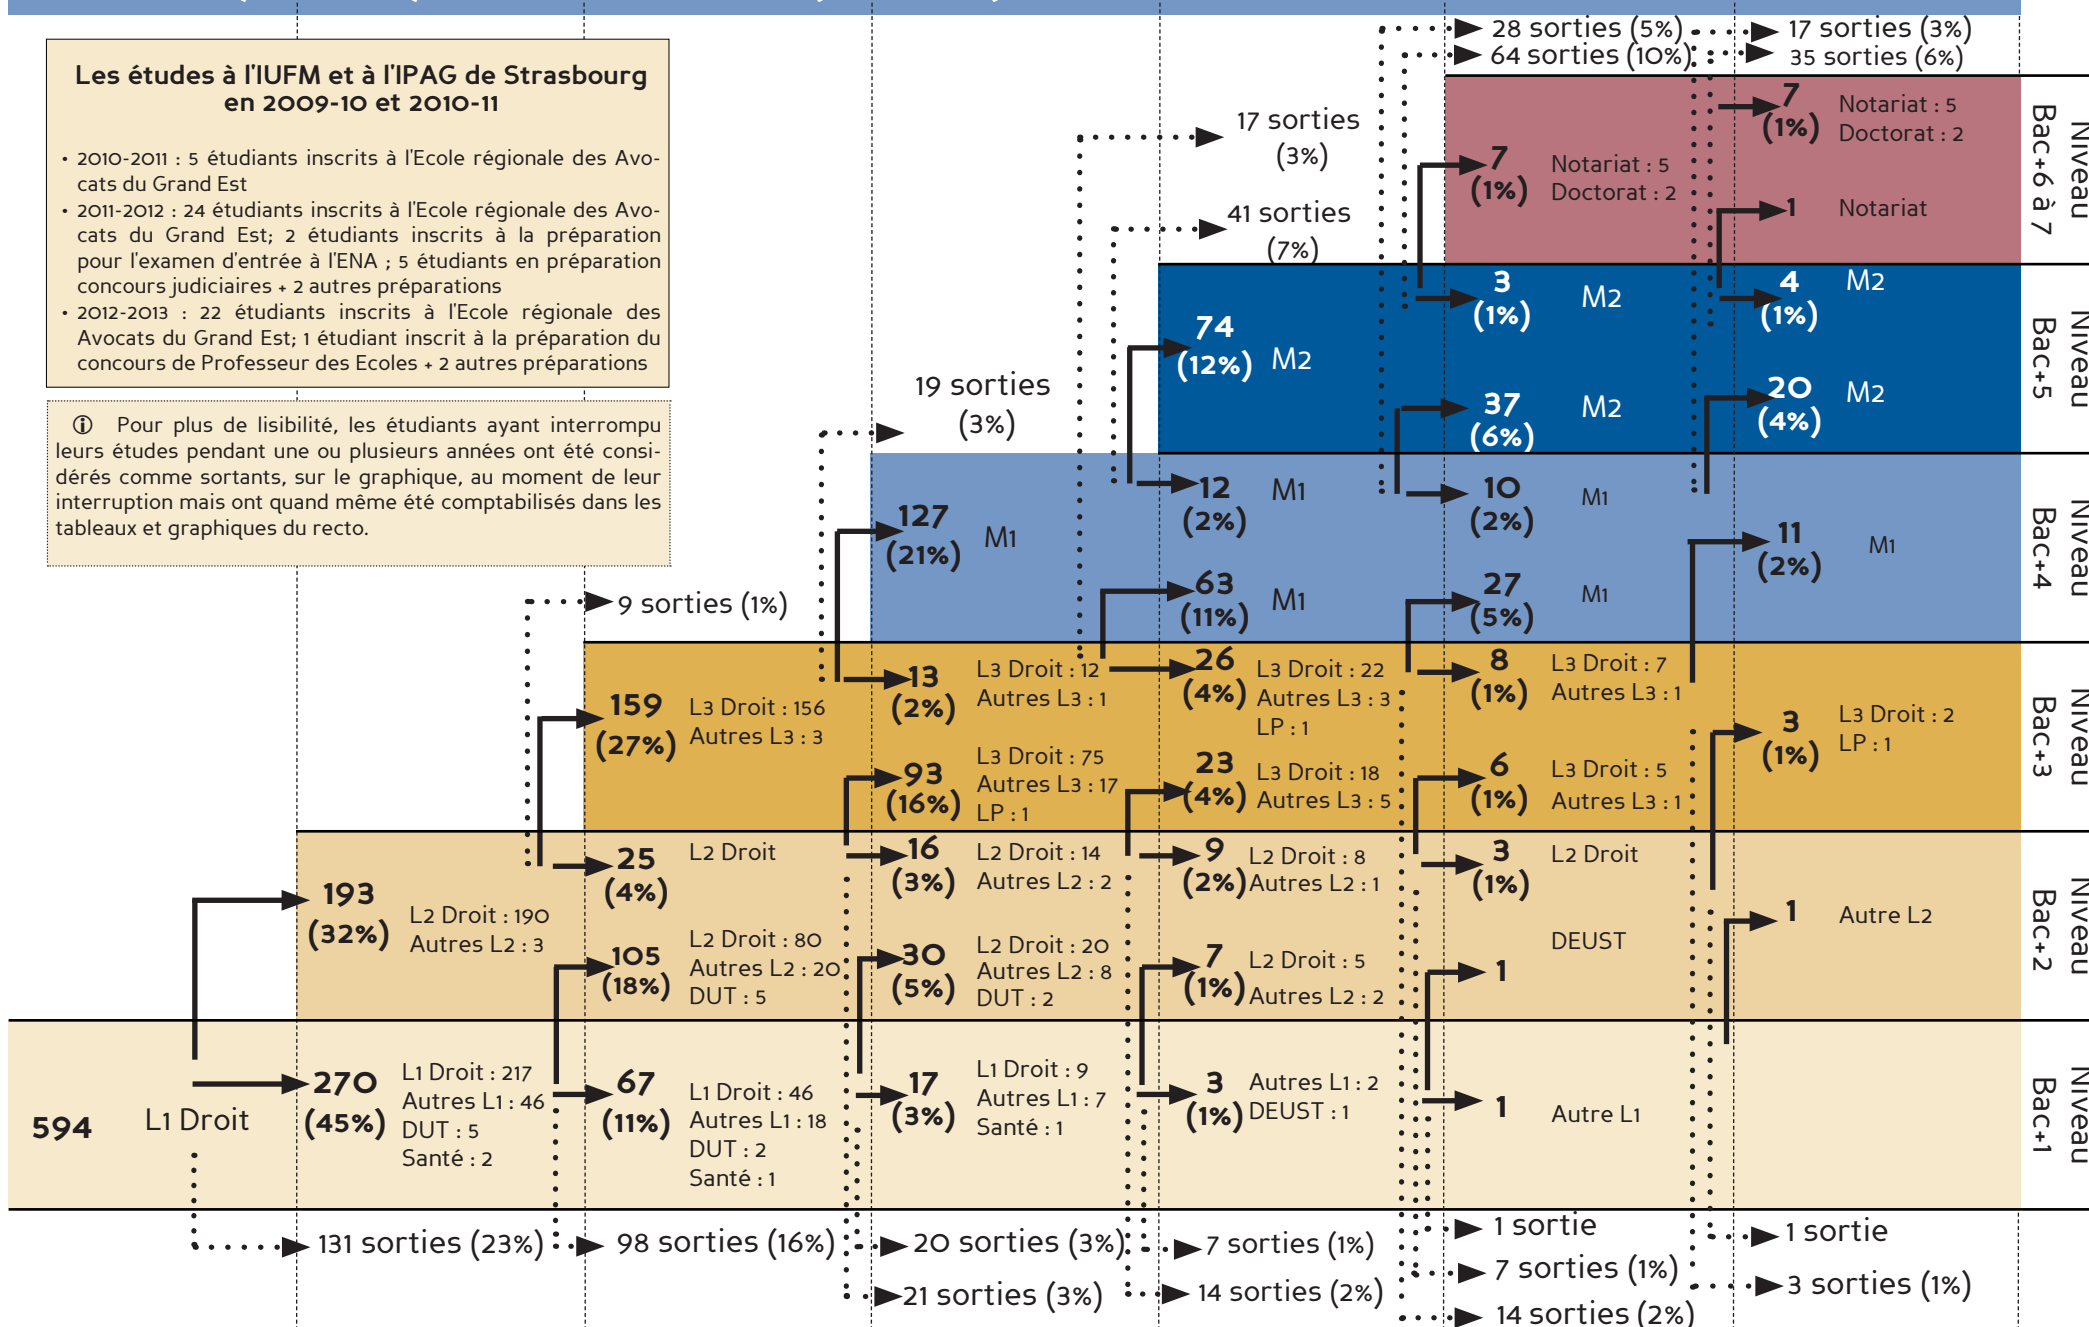 28 sorties (5%)
64 sorties (10%)
17 sorties (3%)
35 sorties (6%)
Les études à l'IUFM et à l'IPAG de Strasbourg
en 2009-10 et 2010-11
• 2010-2011 : 5 étudiants inscrits à l'Ecole régionale des Avo-
cats du Grand Est
• 2011-2012 : 24 étudiants inscrits à l'Ecole régionale des Avo-
cats du Grand Est; 2 étudiants inscrits à la préparation
pour l'examen d'entrée à l'ENA ; 5 étudiants en préparation
concours judiciaires + 2 autres préparations
• 2012-2013 : 22 étudiants inscrits à l'Ecole régionale des
Avocats du Grand Est; 1 étudiant inscrit à la préparation du
concours de Professeur des Ecoles + 2 autres préparations
ⓘ Pour plus de lisibilité, les étudiants ayant interrompu
leurs études pendant une ou plusieurs années ont été consi-
dérés comme sortants, sur le graphique, au moment de leur
interruption mais ont quand même été comptabilisés dans les
tableaux et graphiques du recto.
17 sorties
(3%)
41 sorties
(7%)
7
(1%)
Notariat : 5
Doctorat : 2
7
(1%)
Notariat : 5
Doctorat : 2
1 Notariat
Niveau
Bac+6 à 7
19 sorties
(3%)
74
(12%)
M2
3
(1%)
M2
37
(6%)
M2
4
(1%)
M2
20
(4%)
M2
Niveau
Bac+5
9 sorties (1%)
127
(21%)
M1
12
(2%)
M1
63
(11%)
M1
10
(2%)
M1
27
(5%)
M1
11
(2%)
M1
Niveau
Bac+4
159
(27%)
L3 Droit : 156
Autres L3 : 3
13
(2%)
L3 Droit : 12
Autres L3 : 1
93
(16%)
L3 Droit : 75
Autres L3 : 17
LP : 1
26
(4%)
L3 Droit : 22
Autres L3 : 3
LP : 1
23
(4%)
L3 Droit : 18
Autres L3 : 5
8
(1%)
L3 Droit : 7
Autres L3 : 1
6
(1%)
L3 Droit : 5
Autres L3 : 1
3
(1%)
L3 Droit : 2
LP : 1
Niveau
Bac+3
193
(32%)
L2 Droit : 190
Autres L2 : 3
25
(4%)
L2 Droit
105
(18%)
L2 Droit : 80
Autres L2 : 20
DUT : 5
16
(3%)
L2 Droit : 14
Autres L2 : 2
30
(5%)
L2 Droit : 20
Autres L2 : 8
DUT : 2
9
(2%)
L2 Droit : 8
Autres L2 : 1
7
(1%)
L2 Droit : 5
Autres L2 : 2
3
(1%)
L2 Droit
DEUST
1
1 Autre L2
Niveau
Bac+2
594 L1 Droit
270
(45%)
L1 Droit : 217
Autres L1 : 46
DUT : 5
Santé : 2
67
(11%)
L1 Droit : 46
Autres L1 : 18
DUT : 2
Santé : 1
17
(3%)
L1 Droit : 9
Autres L1 : 7
Santé : 1
3
(1%)
Autres L1 : 2
DEUST : 1
1 Autre L1
Niveau
Bac+1
131 sorties (23%)
98 sorties (16%)
20 sorties (3%)
21 sorties (3%)
7 sorties (1%)
14 sorties (2%)
1 sortie
7 sorties (1%)
14 sorties (2%)
1 sortie
3 sorties (1%)